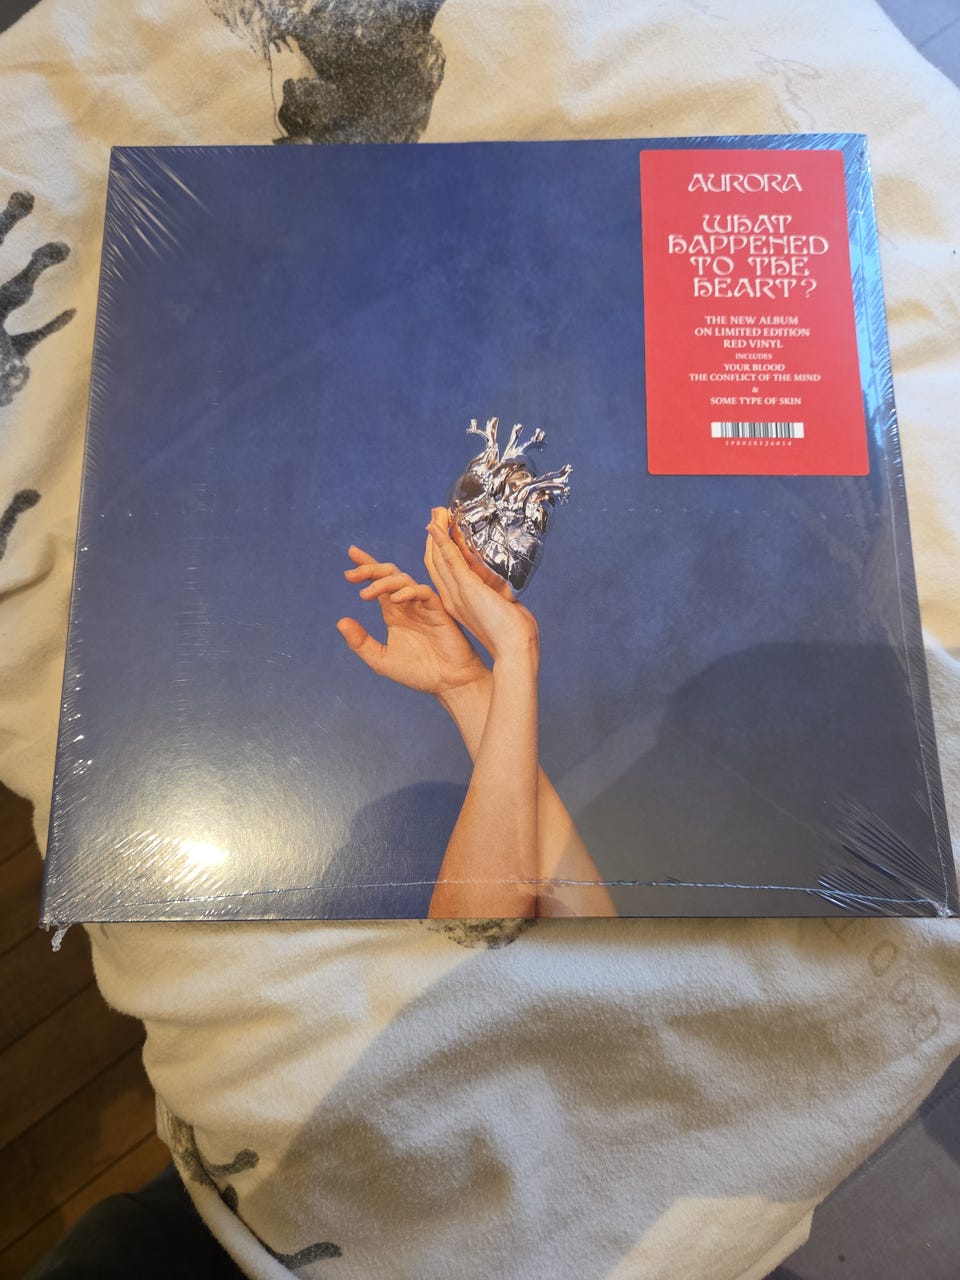 AURORA
WHAT
HAPPENED
TO THE
HEART?
THE NEW ALBUM
ON LIMITED EDITION
RED VINYL
INCLUDES
YOUR BLOOD
THE CONFLICT OF THE MIND
&
SOME TYPE OF SKIN